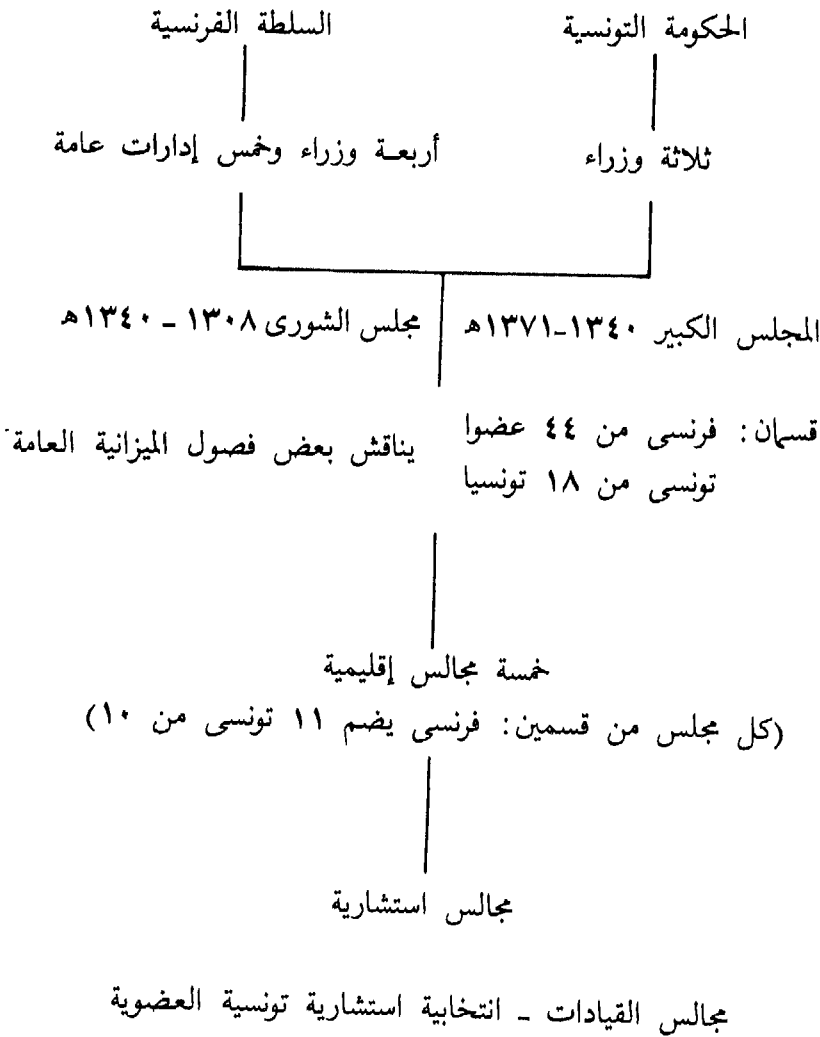 الحكومة التونسية
السلطة الفرنسية
ثلاثة وزراء
أربعة وزراء وخمس إدارات عامة
المجلس الكبير ١٣٤٠-١٣٧١ه
مجلس الشورى ١٣٠٨ - ١٣٤٠ه
قسمان: فرنسى من ٤٤ عضوا
تونسى من ١٨ تونسيا
يناقش بعض فصول الميزانية العامة
خمسة مجالس إقليمية
(كل مجلس من قسمين: فرنسى يضم ١١ تونسى من ١٠)
مجالس استشارية
مجالس القيادات - انتخابية استشارية تونسية العضوية